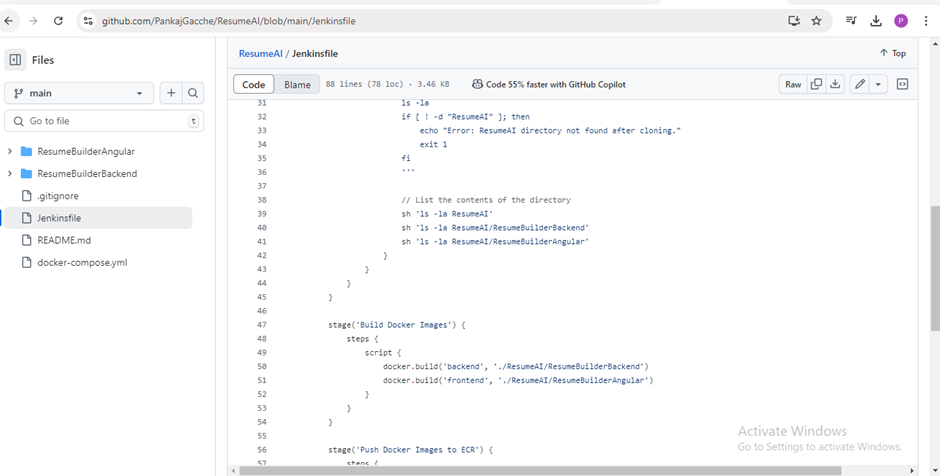 github.com/PankajGacche/ResumeAI/blob/main/Jenkinsfile
P
Files
main
Go to file
t
ResumeBuilderAngular
ResumeBuilderBackend
.gitignore
Jenkinsfile
README.md
docker-compose.yml
ResumeAI / Jenkinsfile
Top
Code
Blame
88 lines (78 loc) · 3.46 KB
Code 55% faster with GitHub Copilot
Raw
31 ls -la
32 if [ ! -d "ResumeAI" ]; then
33 echo "Error: ResumeAI directory not found after cloning."
34 exit 1
35 fi
36 '''
37
38 // List the contents of the directory
39 sh 'ls -la ResumeAI'
40 sh 'ls -la ResumeAI/ResumeBuilderBackend'
41 sh 'ls -la ResumeAI/ResumeBuilderAngular'
42 }
43 }
44 }
45 }
46
47 stage('Build Docker Images') {
48 steps {
49 script {
50 docker.build('backend', './ResumeAI/ResumeBuilderBackend')
51 docker.build('frontend', './ResumeAI/ResumeBuilderAngular')
52 }
53 }
54 }
55
56 stage('Push Docker Images to ECR') {
57 steps {
Activate Windows
Go to Settings to activate Windows.